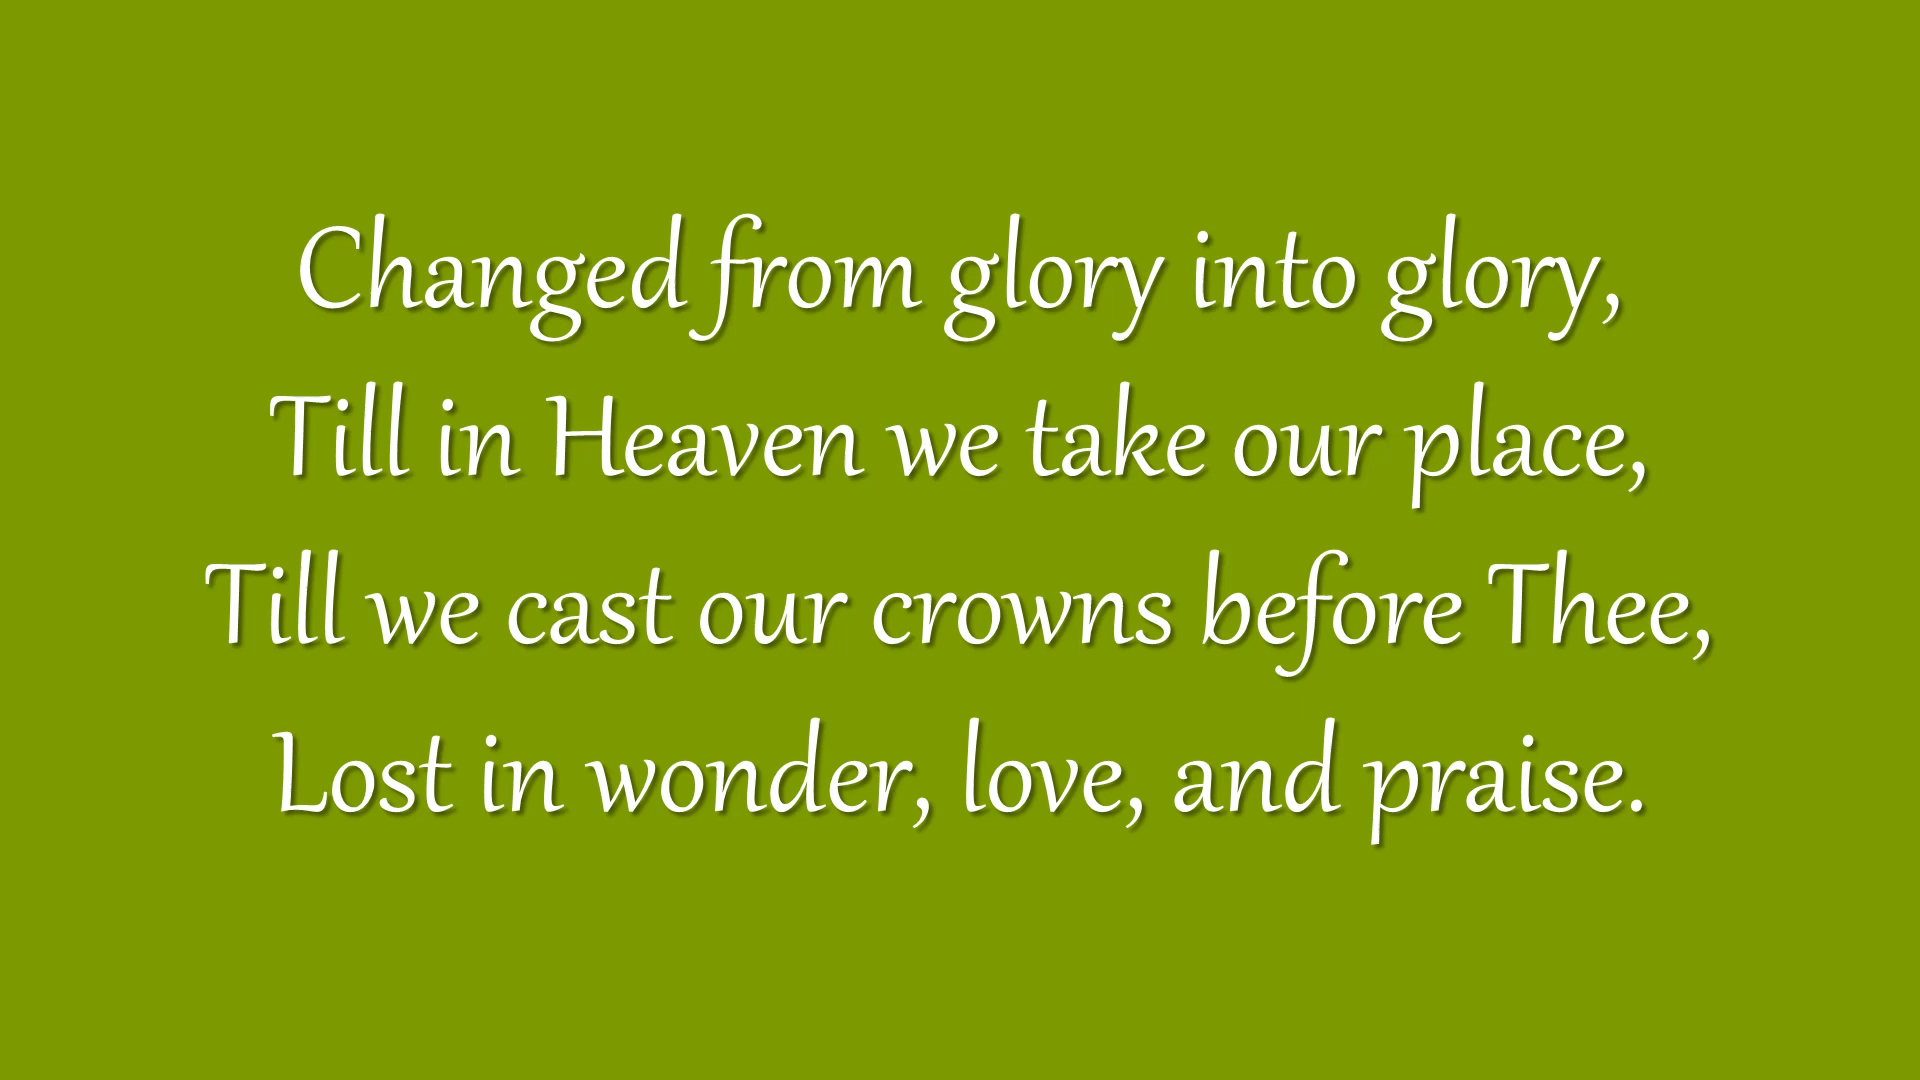 Changed from glory into glory,
Till in Heaven we take our place,
Till we cast our crowns before Thee,
Lost in wonder, love, and praise.